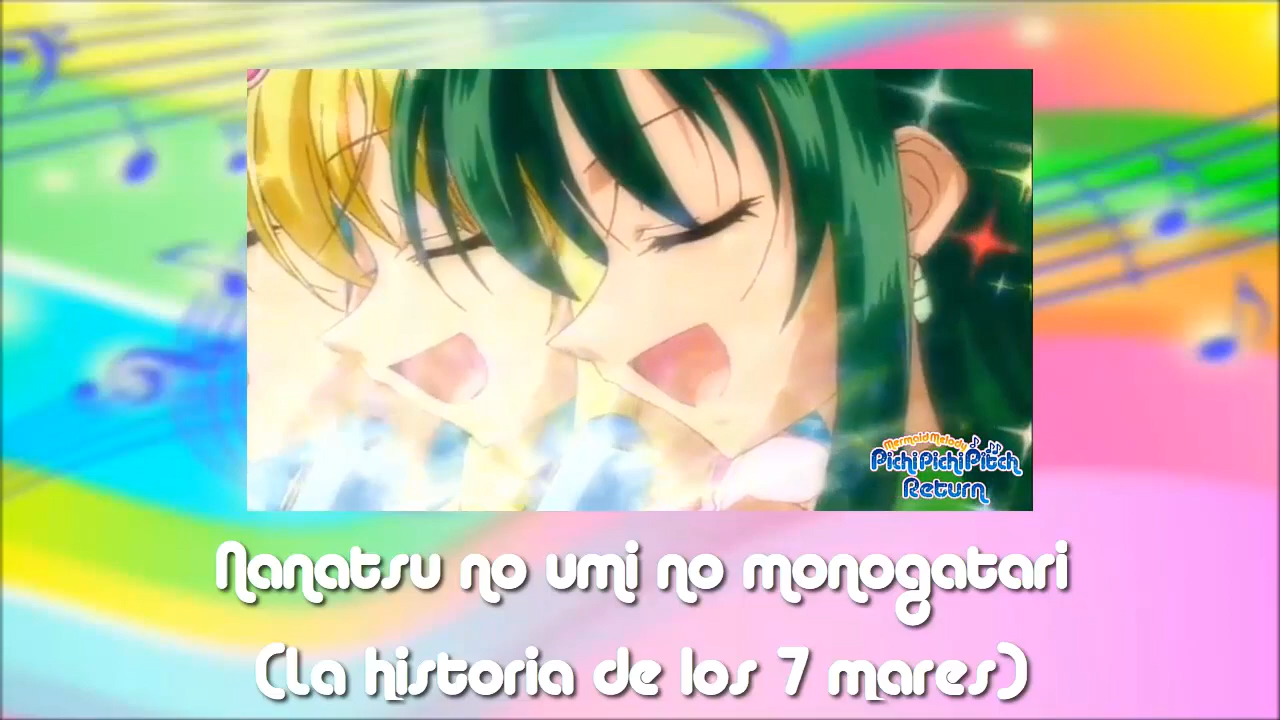 Mermaid Melody
Pichi Pichi Pitch
Return
Nanatsu no umi no monogatari
(La historia de los 7 mares)